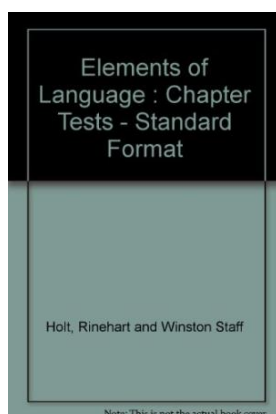 Elements of
Language : Chapter
Tests - Standard
Format
Holt, Rinehart and Winston Staff
Note: This is not the actual book cover